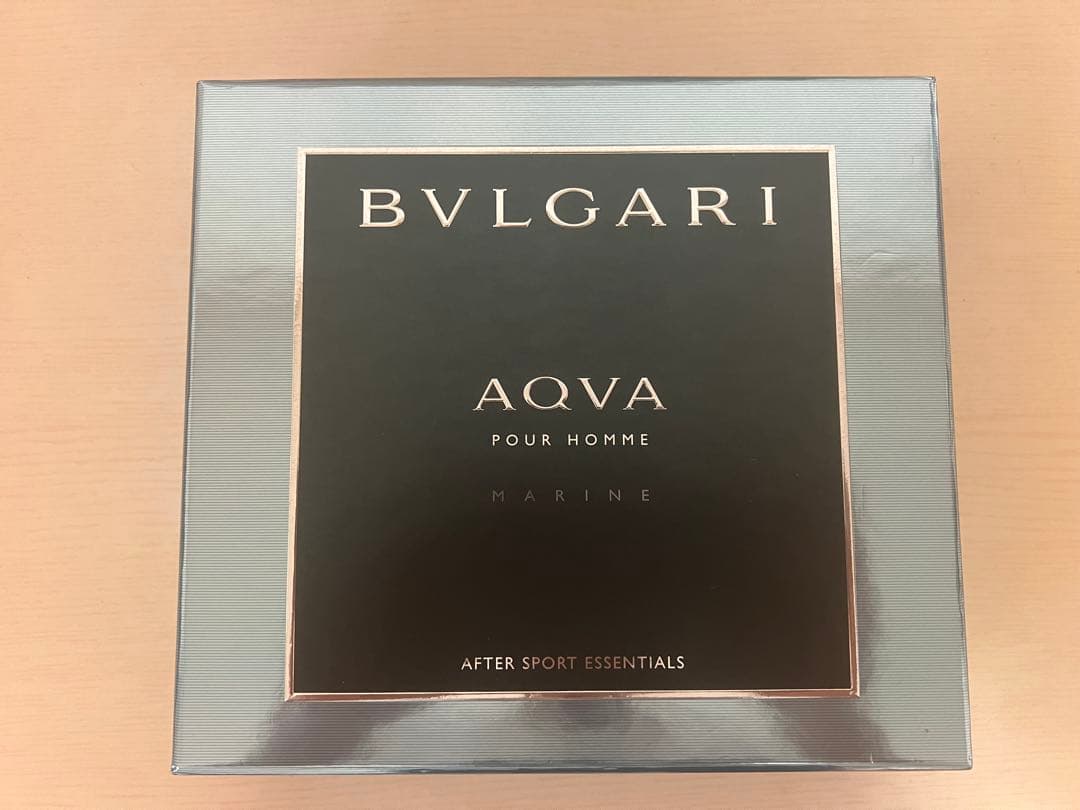 BVLGARI
AQVA
POUR HOMME
MARINE
AFTER SPORT ESSENTIALS